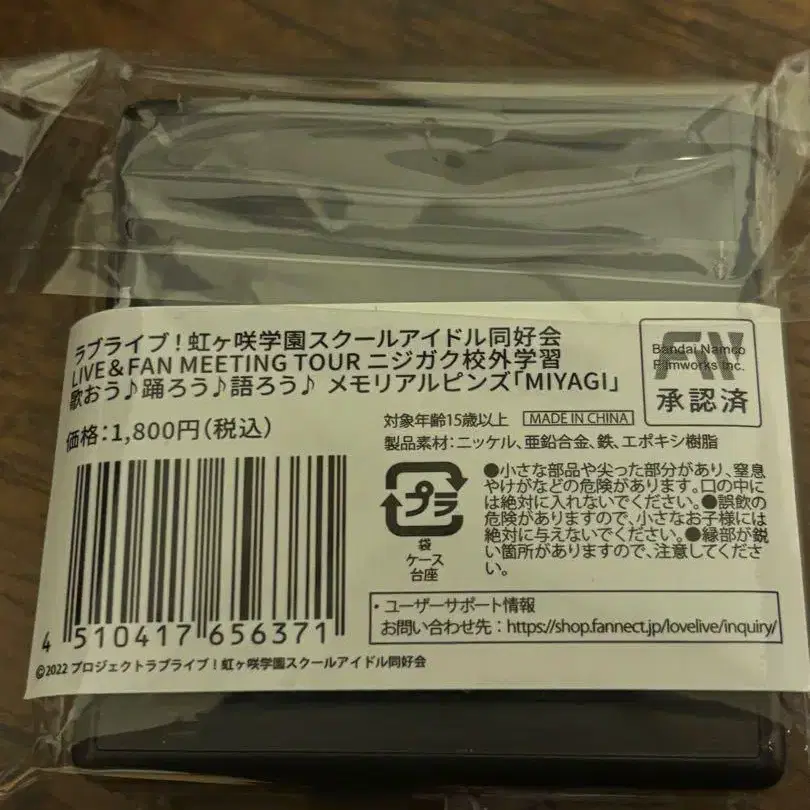 ラブライブ！虹ヶ咲学園スクールアイドル同好会
LIVE＆FAN MEETING TOUR ニジガク校外学習
歌おう♪踊ろう♪語ろう♪ メモリアルピンズ「MIYAGI」
価格：1,800円（税込）
Bandai Namco
Filmworks Inc.
承認済
対象年齢15歳以上 MADE IN CHINA
製品素材：ニッケル、亜鉛合金、鉄、エポキシ樹脂
プラ
袋
ケース
台座
●小さな部品や尖った部分があり、窒息
やけがなどの危険があります。口の中に
は絶対に入れないでください。●誤飲の
危険がありますので、小さなお子様には
絶対に与えないでください。●縁部が鋭
い箇所がありますので、注意してくださ
い。
・ユーザーサポート情報
お問い合わせ先：https://shop.fannect.jp/lovelive/inquiry/
4 510417 656371
©2022 プロジェクトラブライブ！虹ヶ咲学園スクールアイドル同好会